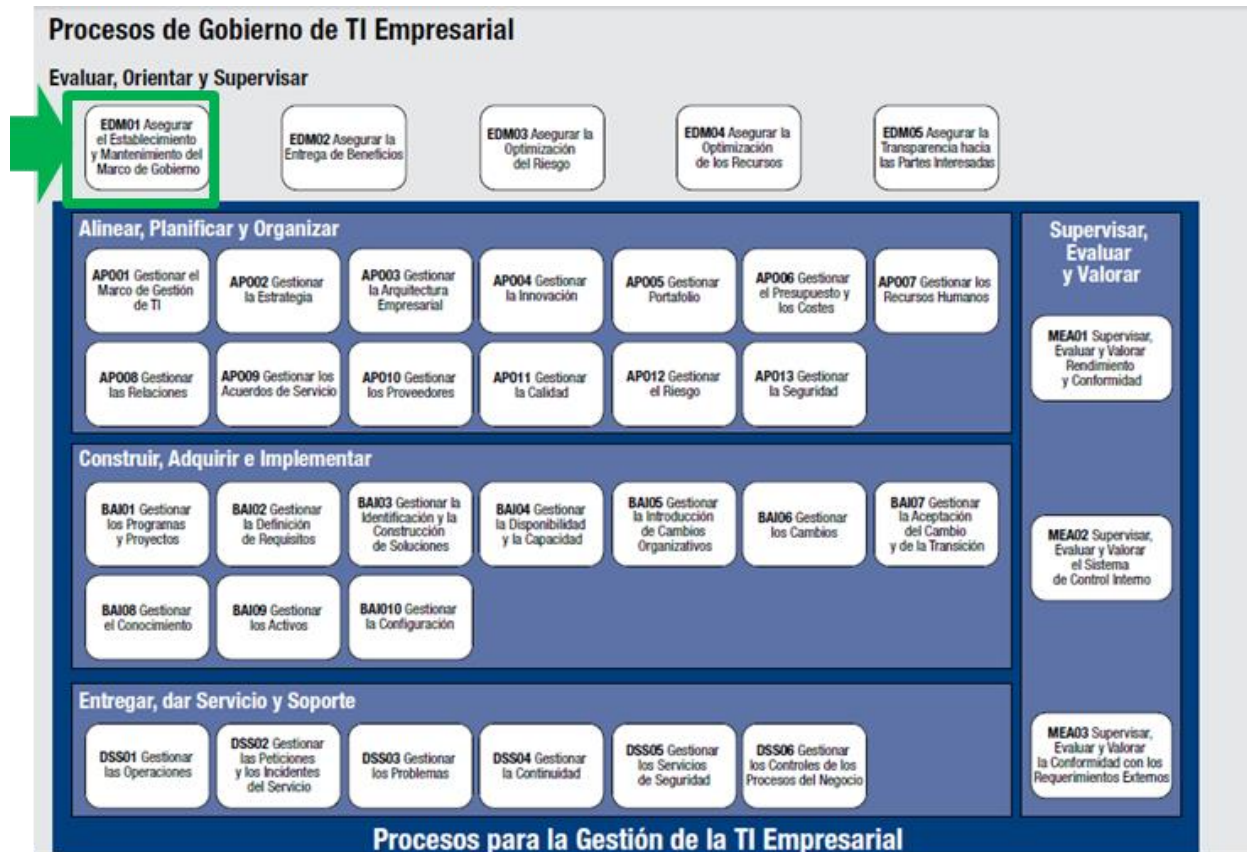 Procesos de Gobierno de TI Empresarial
Evaluar, Orientar y Supervisar
EDM01 Asegurar
el Establecimiento
y Mantenimiento del
Marco de Gobierno
EDM02 Asegurar la
Entrega de Beneficios
EDM03 Asegurar la
Optimización
del Riesgo
EDM04 Asegurar la
Optimización
de los Recursos
EDM05 Asegurar la
Transparencia hacia
las Partes Interesadas
Alinear, Planificar y Organizar
APO01 Gestionar el
Marco de Gestión
de TI
APO02 Gestionar
la Estrategia
APO03 Gestionar
la Arquitectura
Empresarial
APO04 Gestionar
la Innovación
APO05 Gestionar
Portafolio
APO06 Gestionar
el Presupuesto y
los Costes
APO07 Gestionar los
Recursos Humanos
APO08 Gestionar
las Relaciones
APO09 Gestionar los
Acuerdos de Servicio
APO10 Gestionar
los Proveedores
APO11 Gestionar
la Calidad
APO12 Gestionar
el Riesgo
APO13 Gestionar
la Seguridad
Construir, Adquirir e Implementar
BAI01 Gestionar
los Programas
y Proyectos
BAI02 Gestionar
la Definición
de Requisitos
BAI03 Gestionar la
Identificación y la
Construcción
de Soluciones
BAI04 Gestionar
la Disponibilidad
y la Capacidad
BAI05 Gestionar
la Introducción
de Cambios
Organizativos
BAI06 Gestionar
los Cambios
BAI07 Gestionar
la Aceptación
del Cambio
y de la Transición
BAI08 Gestionar
el Conocimiento
BAI09 Gestionar
los Activos
BAI010 Gestionar
la Configuración
Entregar, dar Servicio y Soporte
DSS01 Gestionar
las Operaciones
DSS02 Gestionar
las Peticiones
y los Incidentes
del Servicio
DSS03 Gestionar
los Problemas
DSS04 Gestionar
la Continuidad
DSS05 Gestionar
los Servicios
de Seguridad
DSS06 Gestionar
los Controles de los
Procesos del Negocio
Supervisar,
Evaluar
y Valorar
MEA01 Supervisar,
Evaluar y Valorar
Rendimiento
y Conformidad
MEA02 Supervisar,
Evaluar y Valorar
el Sistema
de Control Interno
MEA03 Supervisar,
Evaluar y Valorar
la Conformidad con los
Requerimientos Externos
Procesos para la Gestión de la TI Empresarial